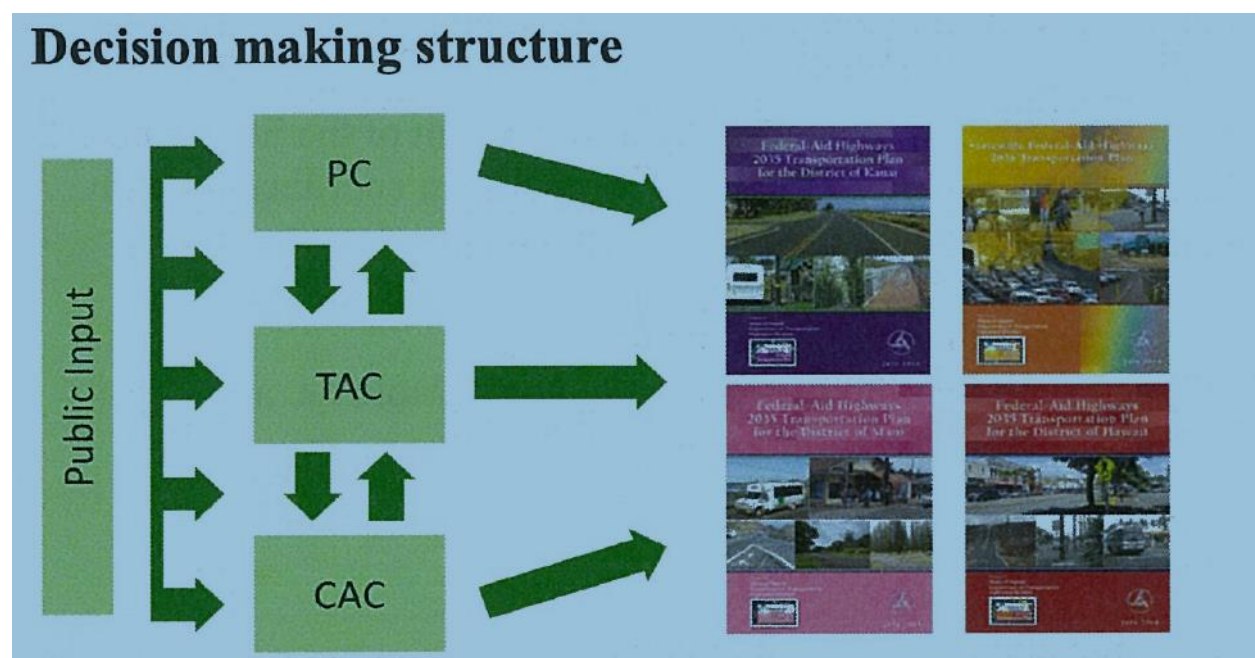 Decision making structure
Public Input
PC
TAC
CAC
Federal-Aid Highways
2035 Transportation Plan
for the District of Kauai
Statewide Federal-Aid Highways
2035 Transportation Plan
Federal-Aid Highways
2035 Transportation Plan
for the District of Maui
Federal-Aid Highways
2035 Transportation Plan
for the District of Hawaii